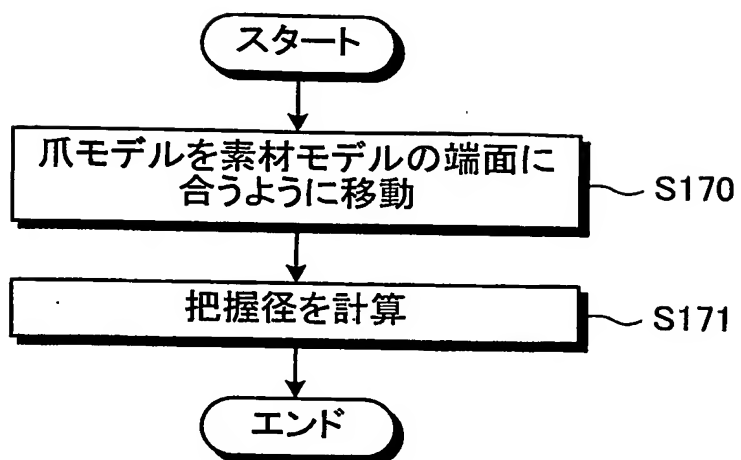 スタート
爪モデルを素材モデルの端面に
合うように移動
S170
把握径を計算
S171
エンド